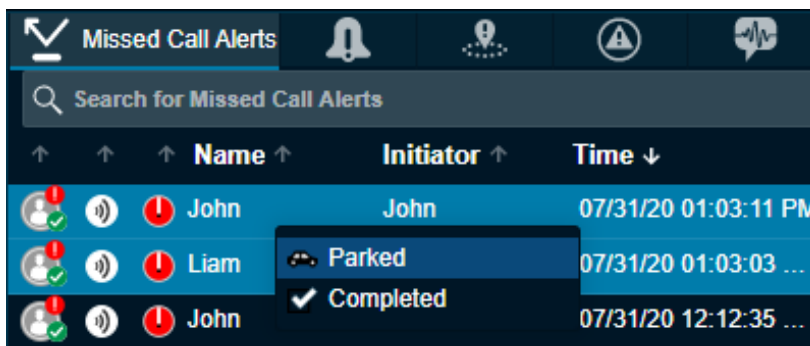 Missed Call Alerts
Search for Missed Call Alerts
Name Initiator Time
John John 07/31/20 01:03:11 PM
Parked
Liam 07/31/20 01:03:03 ...
Completed
John 07/31/20 12:12:35 ...